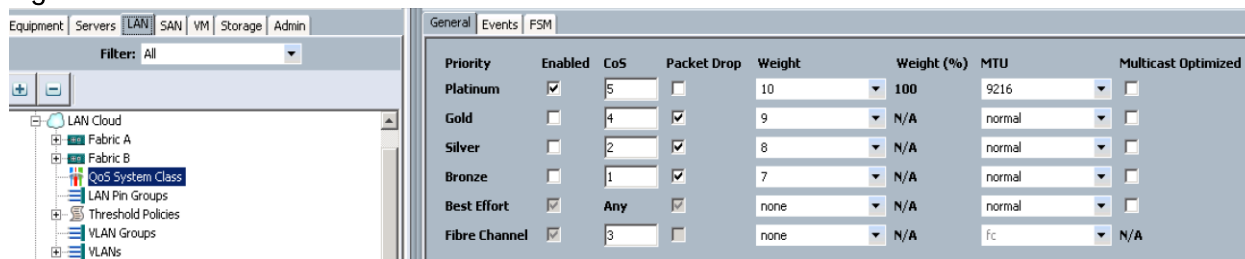 Equipment Servers LAN SAN VM Storage Admin
Filter: All
LAN Cloud
Fabric A
Fabric B
QoS System Class
LAN Pin Groups
Threshold Policies
VLAN Groups
VLANs
General Events FSM
Priority Enabled CoS Packet Drop Weight Weight (%) MTU Multicast Optimized
Platinum 5 10 100 9216
Gold 4 9 N/A normal
Silver 2 8 N/A normal
Bronze 1 7 N/A normal
Best Effort Any none N/A normal
Fibre Channel 3 none N/A fc N/A